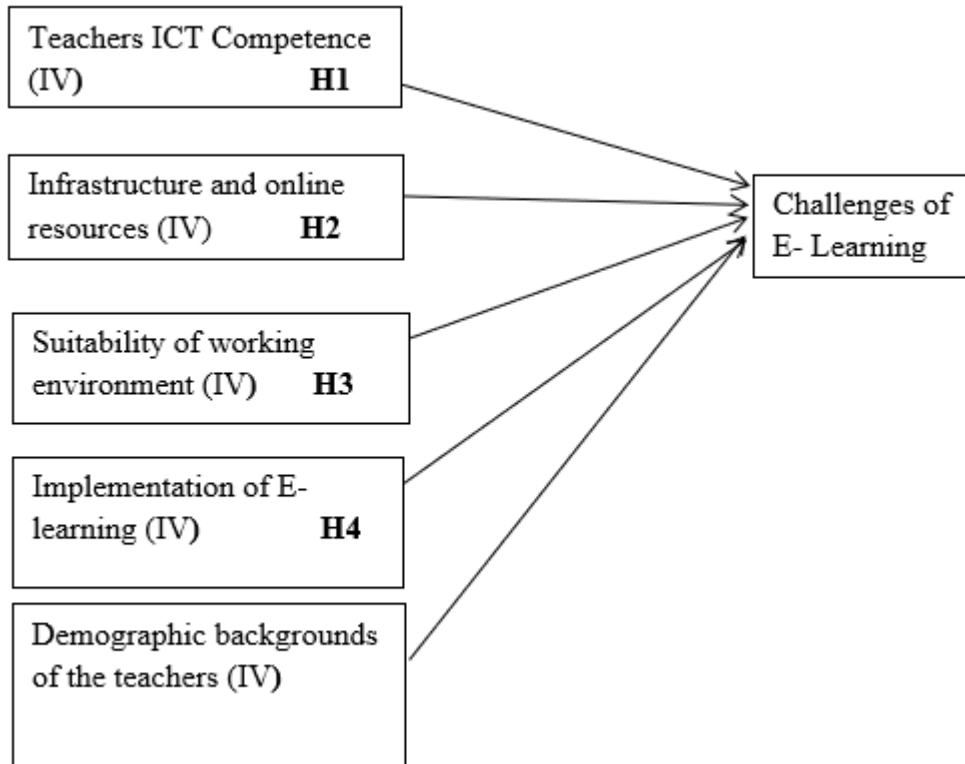 Teachers ICT Competence
(IV) H1
Infrastructure and online
resources (IV) H2
Suitability of working
environment (IV) H3
Implementation of E-
learning (IV) H4
Demographic backgrounds
of the teachers (IV)
Challenges of
E- Learning